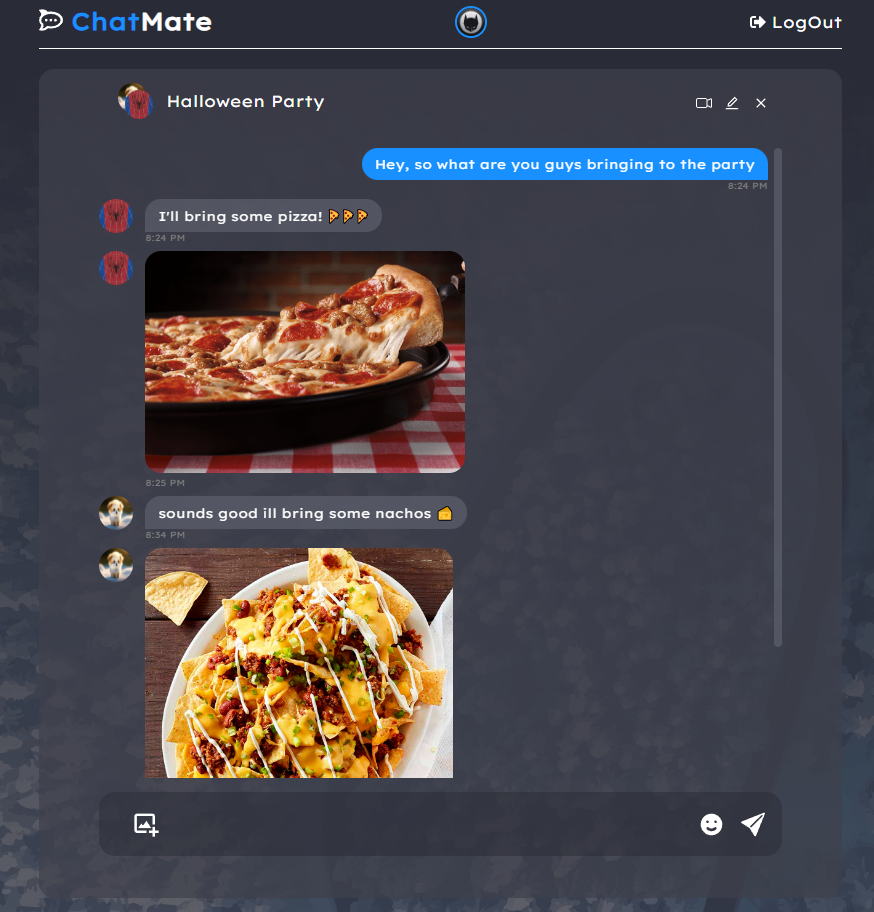 ChatMate
LogOut
Halloween Party
Hey, so what are you guys bringing to the party
8:24 PM
I'll bring some pizza! 🍕🍕🍕
8:24 PM
8:25 PM
sounds good ill bring some nachos 🧀
8:34 PM